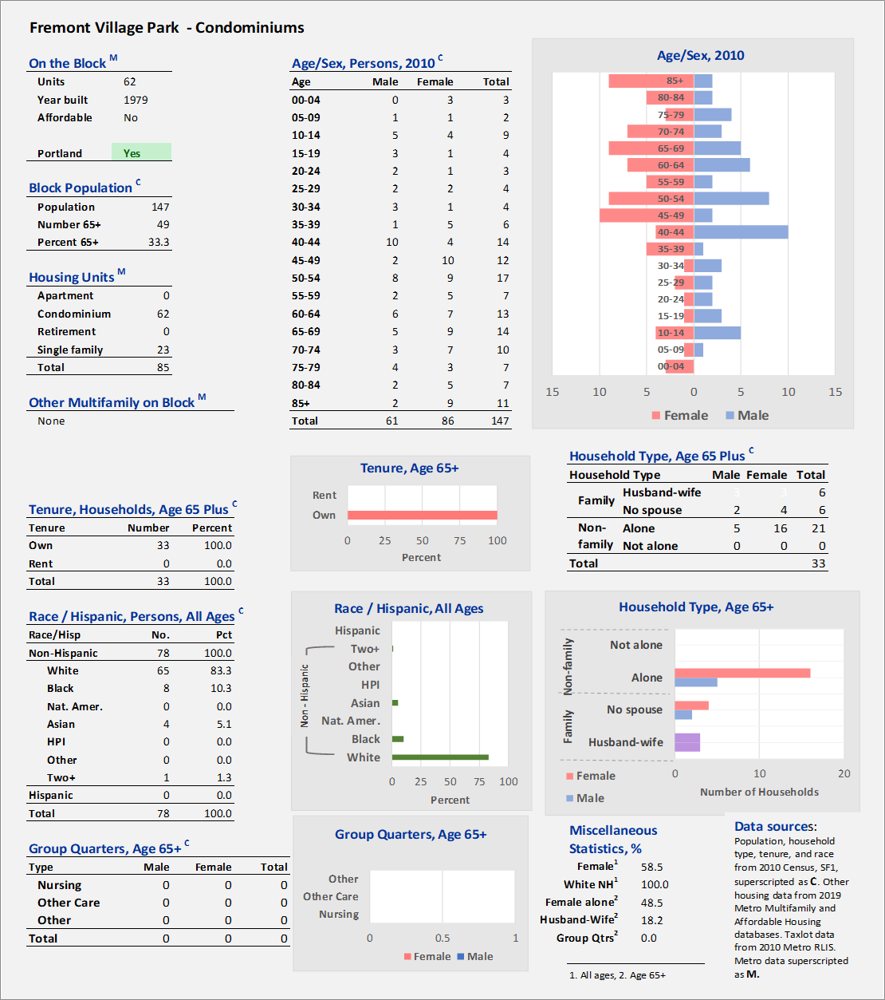 Fremont Village Park - Condominiums
On the Block M
Units 62
Year built 1979
Affordable No
Portland Yes
Block Population C
Population 147
Number 65+ 49
Percent 65+ 33.3
Housing Units M
Apartment 0
Condominium 62
Retirement 0
Single family 23
Total 85
Other Multifamily on Block M
None
Age/Sex, Persons, 2010 C
Age Male Female Total
00-04 0 3 3
05-09 1 1 2
10-14 5 4 9
15-19 3 1 4
20-24 2 1 3
25-29 2 2 4
30-34 3 1 4
35-39 1 5 6
40-44 10 4 14
45-49 2 10 12
50-54 8 9 17
55-59 2 5 7
60-64 6 7 13
65-69 5 9 14
70-74 3 7 10
75-79 4 3 7
80-84 2 5 7
85+ 2 9 11
Total 61 86 147
Age/Sex, 2010
85+
80-84
75-79
70-74
65-69
60-64
55-59
50-54
45-49
40-44
35-39
30-34
25-29
20-24
15-19
10-14
05-09
00-04
15 10 5 0 5 10 15
Female Male
Tenure, Households, Age 65 Plus C
Tenure Number Percent
Own 33 100.0
Rent 0 0.0
Total 33 100.0
Tenure, Age 65+
Rent
Own
0 25 50 75 100
Percent
Household Type, Age 65 Plus C
Household Type Male Female Total
Family Husband-wife 3 3 6
No spouse 2 4 6
Non-family Alone 5 16 21
Not alone 0 0 0
Total 33
Race / Hispanic, Persons, All Ages C
Race/Hisp No. Pct
Non-Hispanic 78 100.0
White 65 83.3
Black 8 10.3
Nat. Amer. 0 0.0
Asian 4 5.1
HPI 0 0.0
Other 0 0.0
Two+ 1 1.3
Hispanic 0 0.0
Total 78 100.0
Race / Hispanic, All Ages
Hispanic
Two+
Other
HPI
Asian
Nat. Amer.
Black
White
Non - Hispanic
0 25 50 75 100
Percent
Household Type, Age 65+
Non-family
Not alone
Alone
Family
No spouse
Husband-wife
0 10 20
Number of Households
Female
Male
Group Quarters, Age 65+ C
Type Male Female Total
Nursing 0 0 0
Other Care 0 0 0
Other 0 0 0
Total 0 0 0
Group Quarters, Age 65+
Other
Other Care
Nursing
0 0.5 1
Female Male
Miscellaneous
Statistics, %
Female1 58.5
White NH1 100.0
Female alone2 48.5
Husband-Wife2 18.2
Group Qtrs2 0.0
1. All ages, 2. Age 65+
Data sources:
Population, household
type, tenure, and race
from 2010 Census, SF1,
superscripted as C. Other
housing data from 2019
Metro Multifamily and
Affordable Housing
databases. Taxlot data
from 2010 Metro RLIS.
Metro data superscripted
as M.